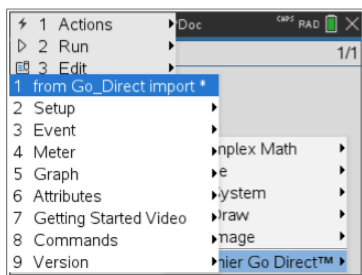 1 Actions
Doc
CAPS RAD
2 Run
1/1
3 Edit
1 from Go_Direct import *
2 Setup
3 Event
4 Meter
5 Graph
6 Attributes
7 Getting Started Video
8 Commands
9 Version
mplex Math
e
ystem
raw
mage
nier Go Direct™